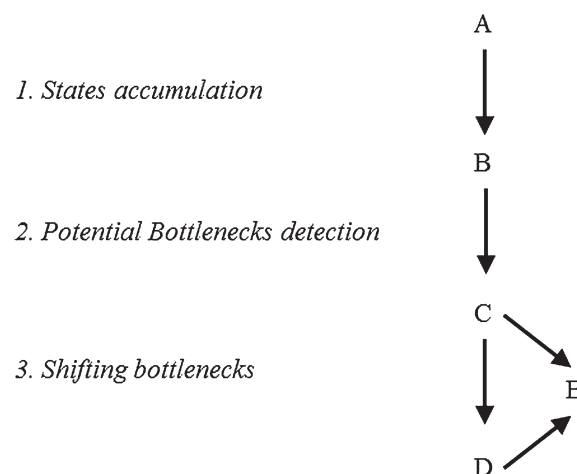 A
1. States accumulation
B
2. Potential Bottlenecks detection
C
3. Shifting bottlenecks
E
D